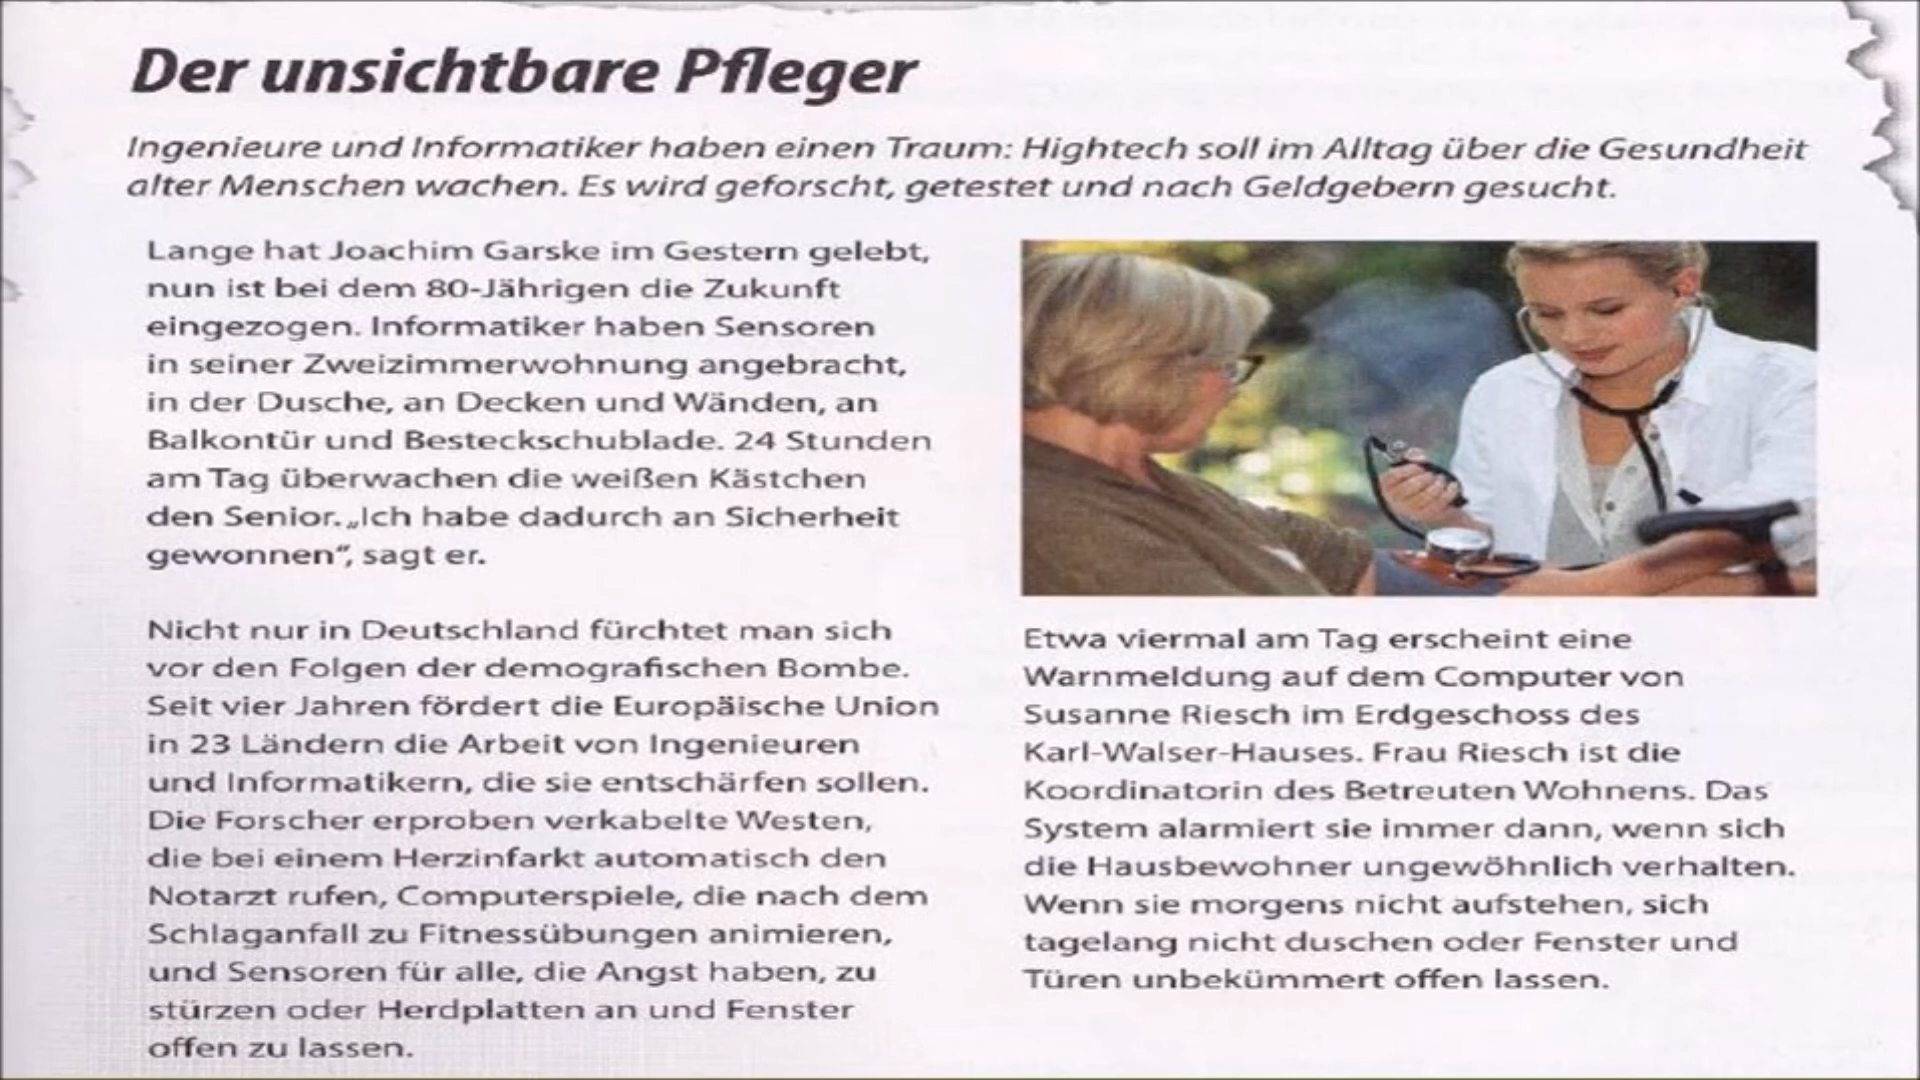 Der unsichtbare Pfleger
Ingenieure und Informatiker haben einen Traum: Hightech soll im Alltag über die Gesundheit
alter Menschen wachen. Es wird geforscht, getestet und nach Geldgebern gesucht.
Lange hat Joachim Garske im Gestern gelebt,
nun ist bei dem 80-Jährigen die Zukunft
eingezogen. Informatiker haben Sensoren
in seiner Zweizimmerwohnung angebracht,
in der Dusche, an Decken und Wänden, an
Balkontür und Besteckschublade. 24 Stunden
am Tag überwachen die weißen Kästchen
den Senior. „Ich habe dadurch an Sicherheit
gewonnen“, sagt er.
Nicht nur in Deutschland fürchtet man sich
vor den Folgen der demografischen Bombe.
Seit vier Jahren fördert die Europäische Union
in 23 Ländern die Arbeit von Ingenieuren
und Informatikern, die sie entschärfen sollen.
Die Forscher erproben verkabelte Westen,
die bei einem Herzinfarkt automatisch den
Notarzt rufen, Computerspiele, die nach dem
Schlaganfall zu Fitnessübungen animieren,
und Sensoren für alle, die Angst haben, zu
stürzen oder Herdplatten an und Fenster
offen zu lassen.
Etwa viermal am Tag erscheint eine
Warnmeldung auf dem Computer von
Susanne Riesch im Erdgeschoss des
Karl-Walser-Hauses. Frau Riesch ist die
Koordinatorin des Betreuten Wohnens. Das
System alarmiert sie immer dann, wenn sich
die Hausbewohner ungewöhnlich verhalten.
Wenn sie morgens nicht aufstehen, sich
tagelang nicht duschen oder Fenster und
Türen unbekümmert offen lassen.